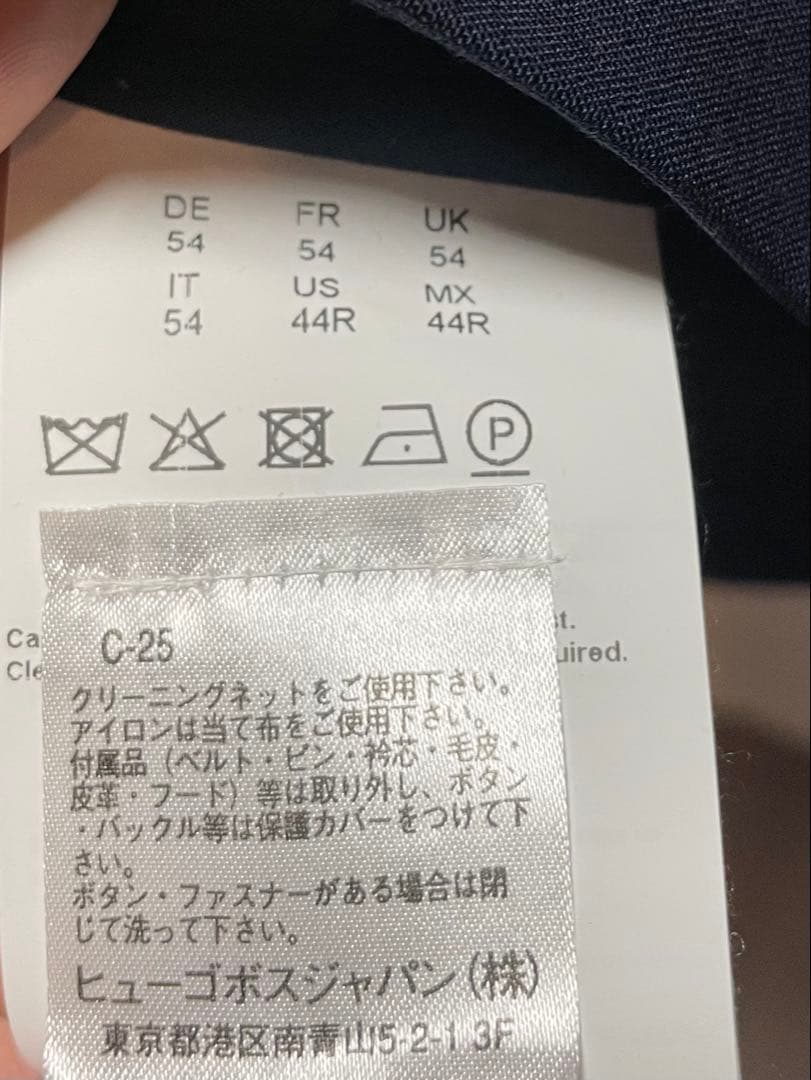 DE FR UK
54 54 54
IT US MX
54 44R 44R
P
C-25
クリーニングネットをご使用下さい。
アイロンは当て布をご使用下さい。
付属品(ベルト・ピン・衿芯・毛皮・
皮革・フード)等は取り外し、ボタン
・バックル等は保護カバーをつけて下
さい。
ボタン・ファスナーがある場合は閉
じて洗って下さい。
ヒューゴボスジャパン(株)
東京都港区南青山5-2-1 3F